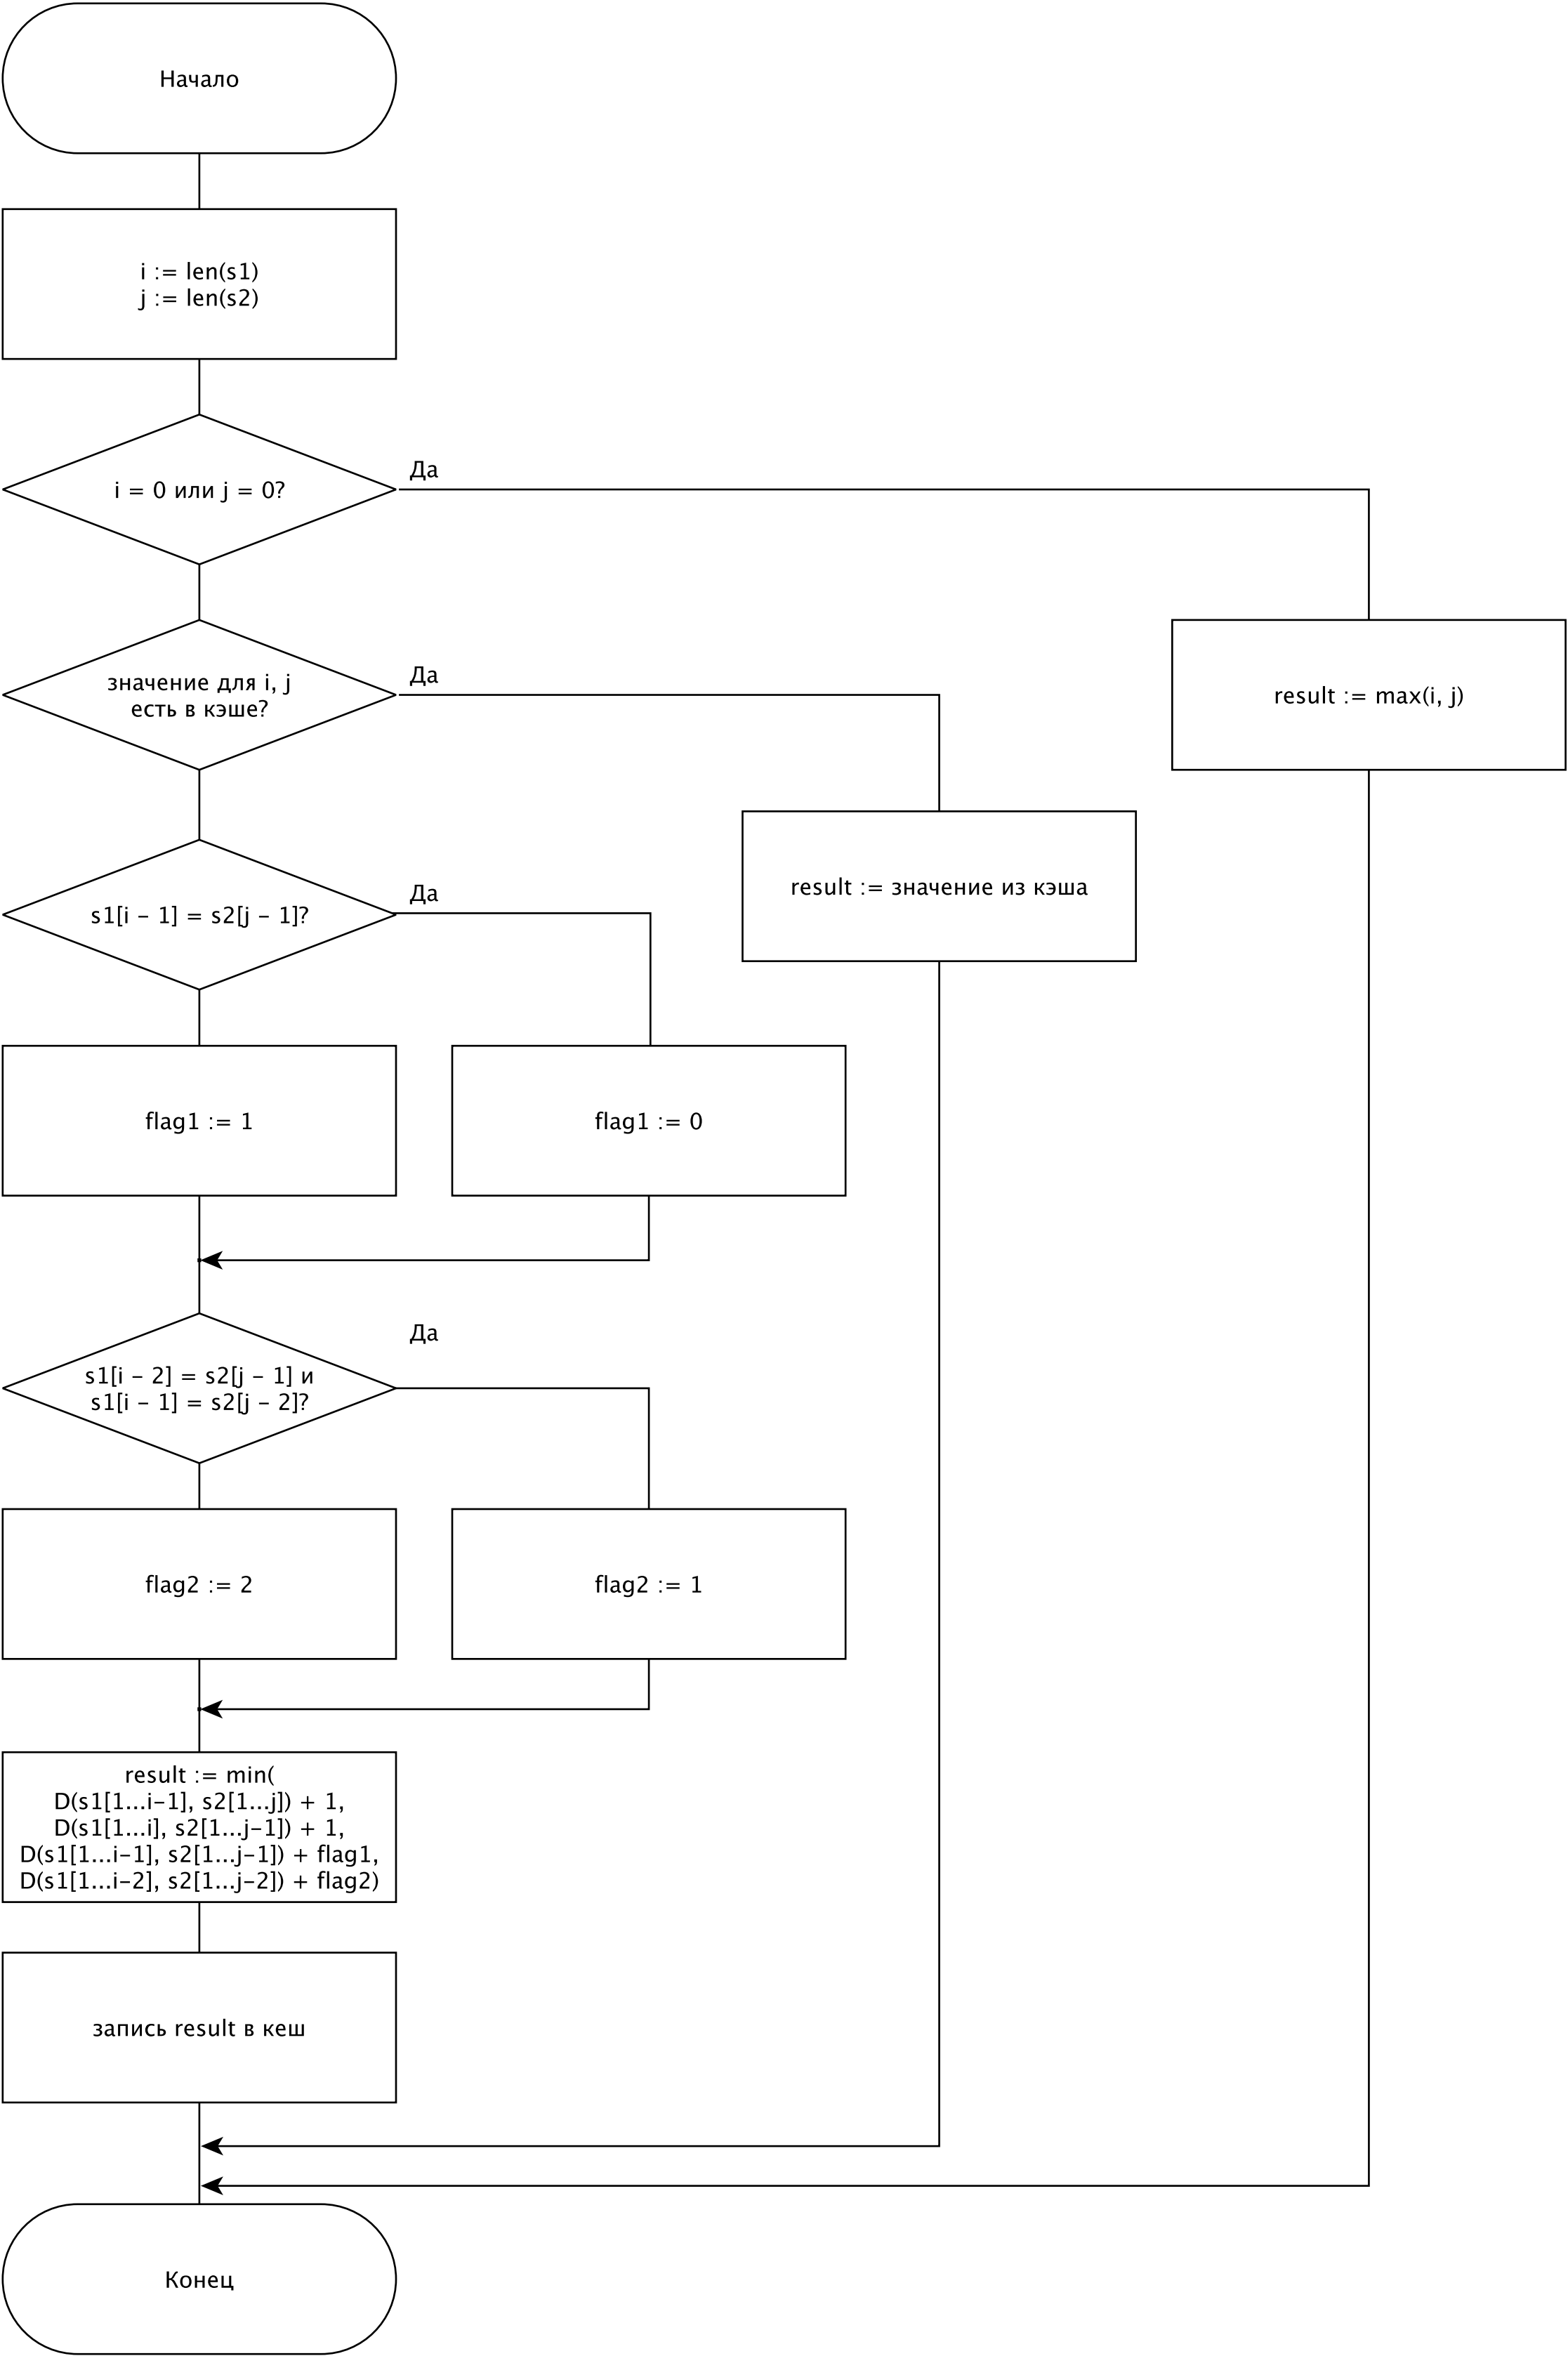 Начало
i := len(s1)
j := len(s2)
i = 0 или j = 0?
Да
значение для i, j
есть в кэше?
Да
result := max(i, j)
result := значение из кэша
s1[i − 1] = s2[j − 1]?
Да
flag1 := 1
flag1 := 0
s1[i − 2] = s2[j − 1] и
s1[i − 1] = s2[j − 2]?
Да
flag2 := 2
flag2 := 1
result := min(
D(s1[1...i−1], s2[1...j]) + 1,
D(s1[1...i], s2[1...j−1]) + 1,
D(s1[1...i−1], s2[1...j−1]) + flag1,
D(s1[1...i−2], s2[1...j−2]) + flag2)
запись result в кеш
Конец